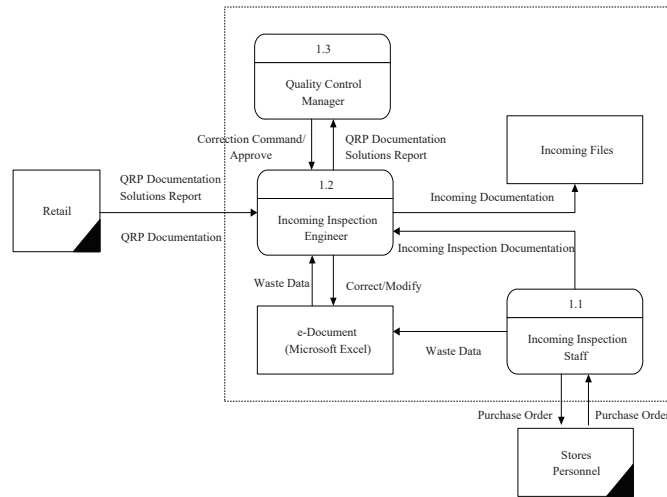 1.3
Quality Control
Manager
Correction Command/
Approve
QRP Documentation
Solutions Report
Incoming Files
QRP Documentation
Solutions Report
Retail
QRP Documentation
1.2
Incoming Inspection
Engineer
Incoming Documentation
Incoming Inspection Documentation
Waste Data
Correct/Modify
e-Document
(Microsoft Excel)
Waste Data
1.1
Incoming Inspection
Staff
Purchase Order
Purchase Order
Stores
Personnel